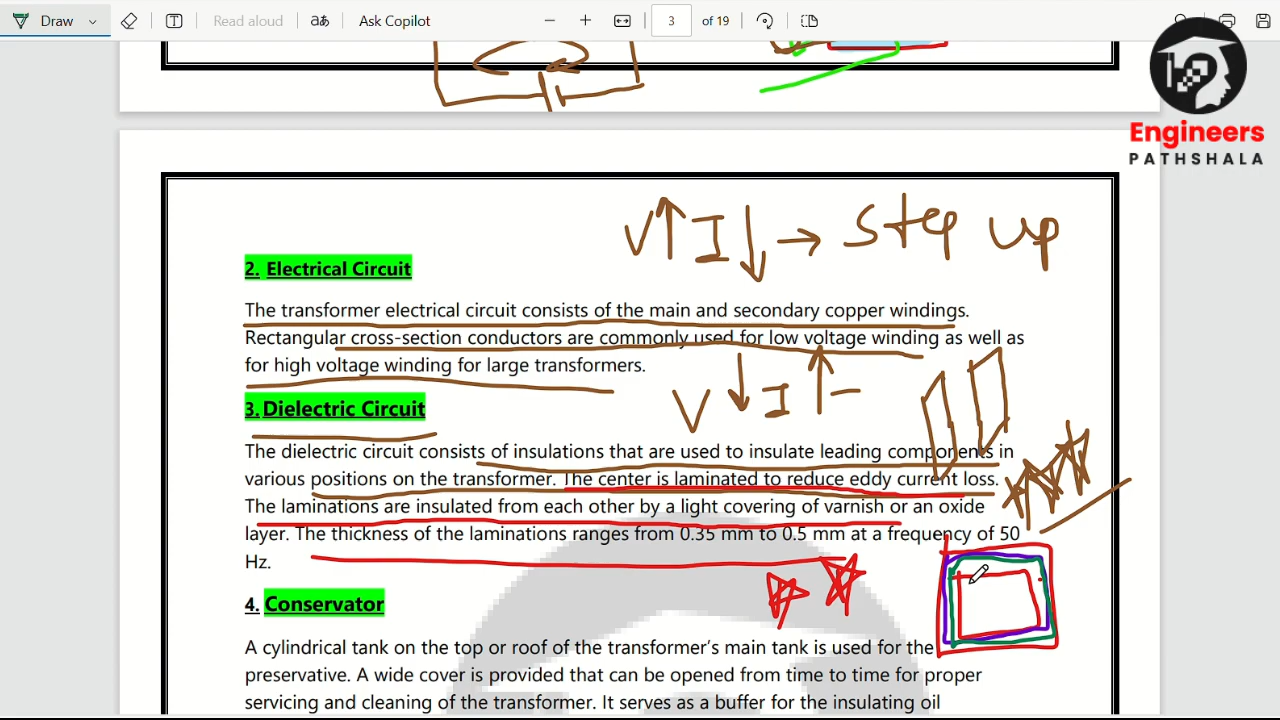 Draw
Read aloud
aあ
Ask Copilot
3
of 19
Engineers
PATHSHALA
V↑ I↓ → Step up
2. Electrical Circuit
The transformer electrical circuit consists of the main and secondary copper windings.
Rectangular cross-section conductors are commonly used for low voltage winding as well as
for high voltage winding for large transformers.
V↓ I↑ –
3. Dielectric Circuit
The dielectric circuit consists of insulations that are used to insulate leading components in
various positions on the transformer. The center is laminated to reduce eddy current loss.
The laminations are insulated from each other by a light covering of varnish or an oxide
layer. The thickness of the laminations ranges from 0.35 mm to 0.5 mm at a frequency of 50
Hz.
4. Conservator
A cylindrical tank on the top or roof of the transformer's main tank is used for the
preservative. A wide cover is provided that can be opened from time to time for proper
servicing and cleaning of the transformer. It serves as a buffer for the insulating oil